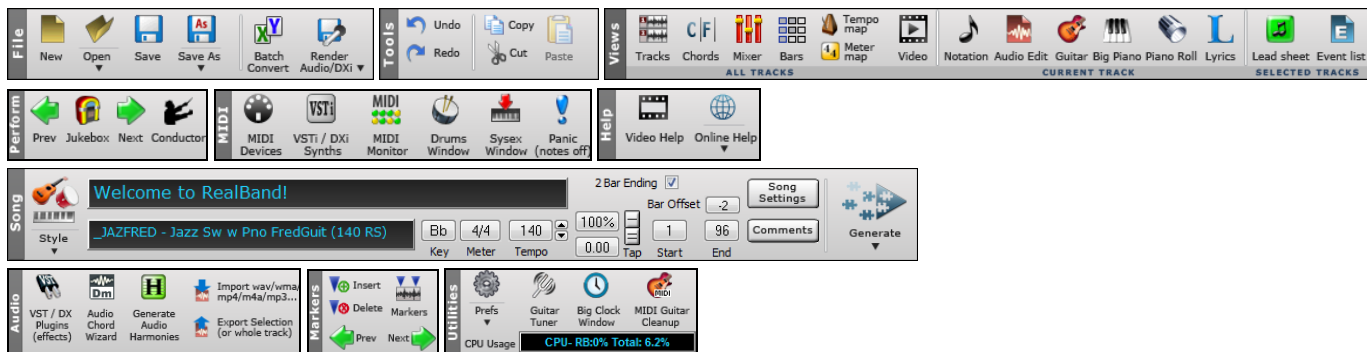 File
New
Open
Save
As
Save As
Batch
Convert
Render
Audio/DXi
Tools
Undo
Redo
Copy
Cut
Paste
Views
Tracks
C|F|
Chords
Mixer
Bars
Tempo
map
Meter
map
Video
ALL TRACKS
Notation
Audio Edit
Guitar
Big Piano
Piano Roll
L
Lyrics
CURRENT TRACK
Lead sheet
E
Event list
SELECTED TRACKS
Perform
Prev
Jukebox
Next
Conductor
MIDI
MIDI
Devices
VSTi
VSTi / DXi
Synths
MIDI
MIDI
Monitor
Drums
Window
Sysex
Window
Panic
(notes off)
Help
Video Help
Online Help
Song
Style
Welcome to RealBand!
_JAZFRED - Jazz Sw w Pno FredGuit (140 RS)
Bb
Key
4/4
Meter
140
Tempo
100%
0.00
Tap
2 Bar Ending
Bar Offset
-2
1
Start
96
End
Song
Settings
Comments
Generate
Audio
VST / DX
Plugins
(effects)
Dm
Audio
Chord
Wizard
H
Generate
Audio
Harmonies
Import wav/wma/
mp4/m4a/mp3...
Export Selection
(or whole track)
Markers
Insert
Delete
Markers
Prev
Next
Utilities
Prefs
Guitar
Tuner
Big Clock
Window
MIDI
MIDI Guitar
Cleanup
CPU Usage
CPU- RB:0% Total: 6.2%